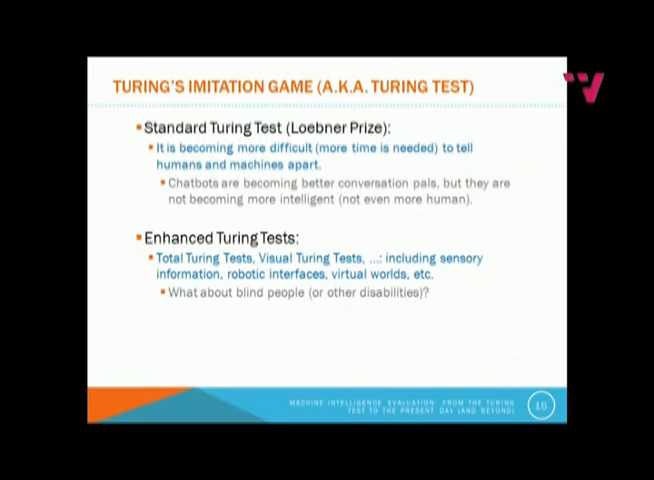 TURING'S IMITATION GAME (A.K.A. TURING TEST)
Standard Turing Test (Loebner Prize):
It is becoming more difficult (more time is needed) to tell
humans and machines apart.
Chatbots are becoming better conversation pals, but they are
not becoming more intelligent (not even more human).
Enhanced Turing Tests:
Total Turing Tests, Visual Turing Tests, ...: including sensory
information, robotic interfaces, virtual worlds, etc.
What about blind people (or other disabilities)?
MACHINE INTELLIGENCE EVALUATION: FROM THE TURING
TEST TO THE PRESENT DAY (AND BEYOND)
15